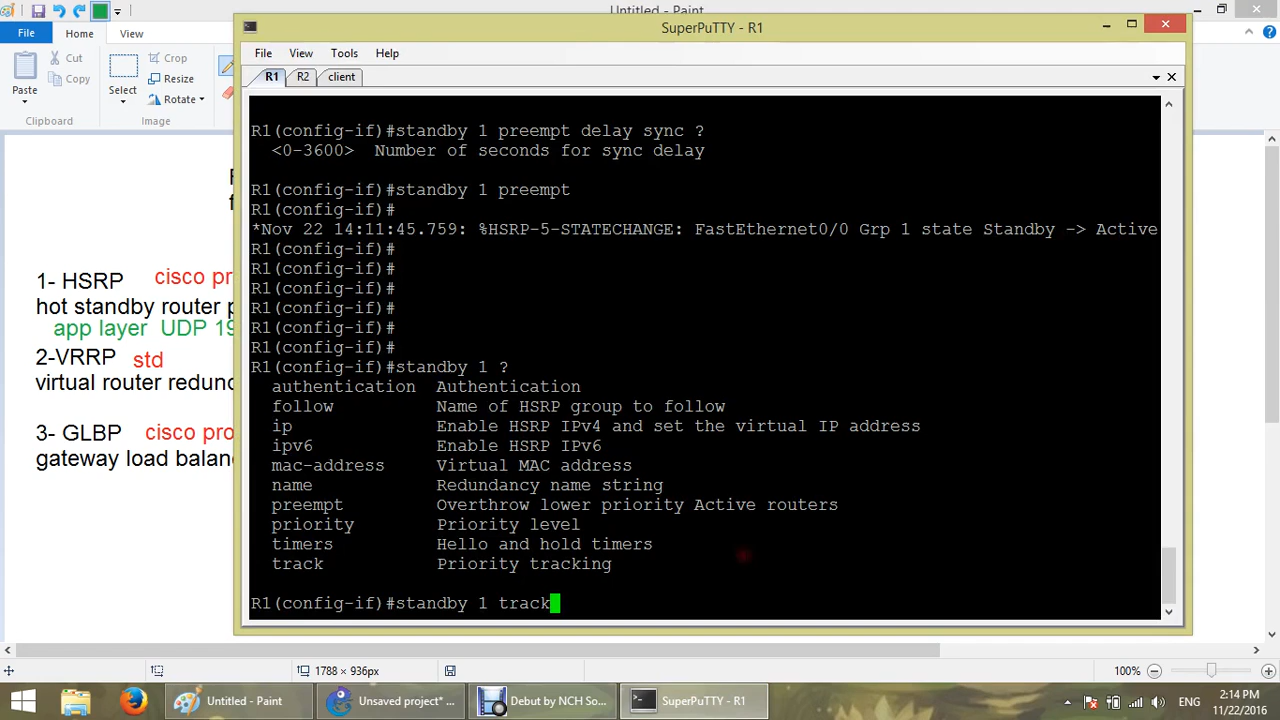 Untitled - Paint
File
Home
View
Paste
Cut
Copy
Clipboard
Select
Crop
Resize
Rotate
Image
SuperPuTTY - R1
File View Tools Help
R1 R2 client
R1(config-if)#standby 1 preempt delay sync ?
<0-3600> Number of seconds for sync delay
R1(config-if)#standby 1 preempt
R1(config-if)#
*Nov 22 14:11:45.759: %HSRP-5-STATECHANGE: FastEthernet0/0 Grp 1 state Standby -> Active
R1(config-if)#
R1(config-if)#
R1(config-if)#
R1(config-if)#
R1(config-if)#
R1(config-if)#
R1(config-if)#standby 1 ?
authentication Authentication
follow Name of HSRP group to follow
ip Enable HSRP IPv4 and set the virtual IP address
ipv6 Enable HSRP IPv6
mac-address Virtual MAC address
name Redundancy name string
preempt Overthrow lower priority Active routers
priority Priority level
timers Hello and hold timers
track Priority tracking
R1(config-if)#standby 1 track
1- HSRP cisco pr
hot standby router p
app layer UDP 19
2-VRRP std
virtual router redun
3- GLBP cisco pro
gateway load balan
1788 × 936px
100%
Untitled - Paint
Unsaved project* ...
Debut by NCH So...
SuperPuTTY - R1
ENG
2:14 PM
11/22/2016